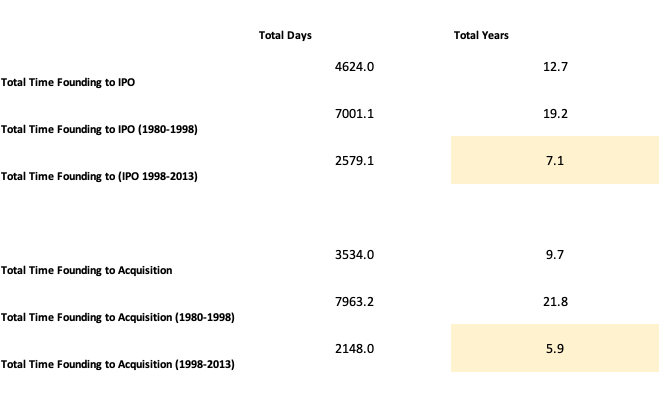 Total Days Total Years
Total Time Founding to IPO 4624.0 12.7
Total Time Founding to IPO (1980-1998) 7001.1 19.2
Total Time Founding to (IPO 1998-2013) 2579.1 7.1
Total Time Founding to Acquisition 3534.0 9.7
Total Time Founding to Acquisition (1980-1998) 7963.2 21.8
Total Time Founding to Acquisition (1998-2013) 2148.0 5.9